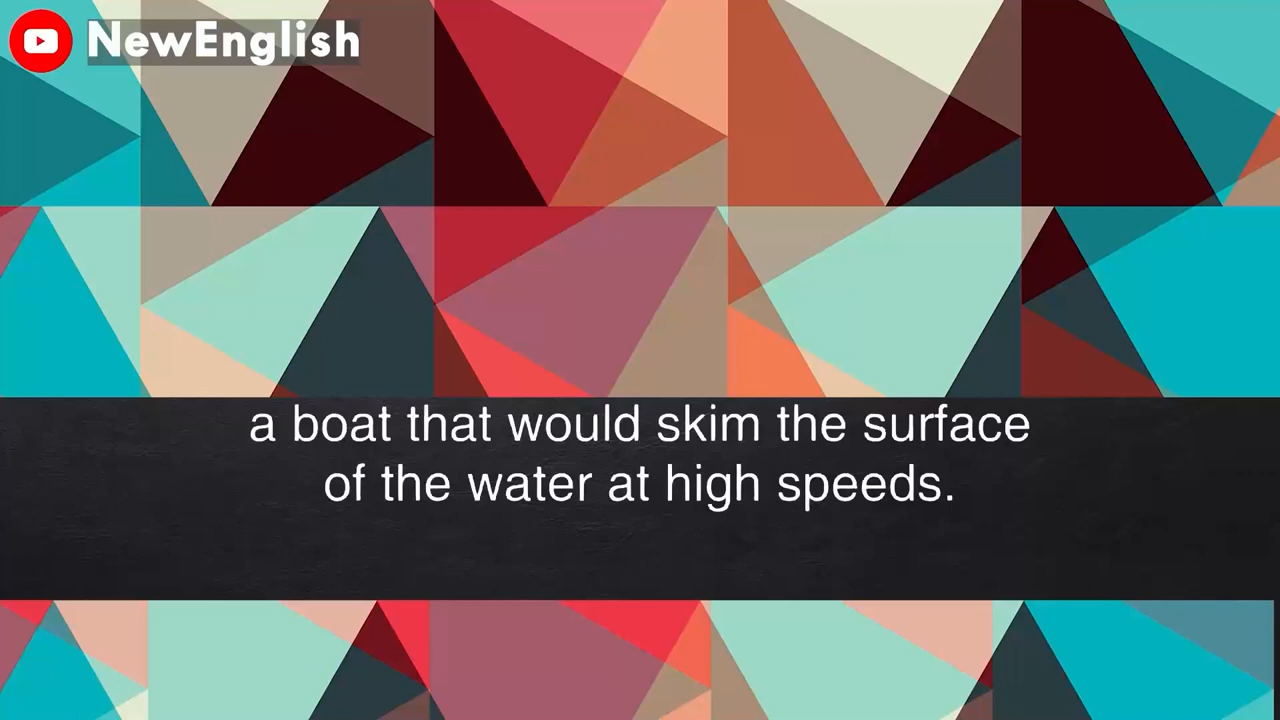 NewEnglish
a boat that would skim the surface
of the water at high speeds.